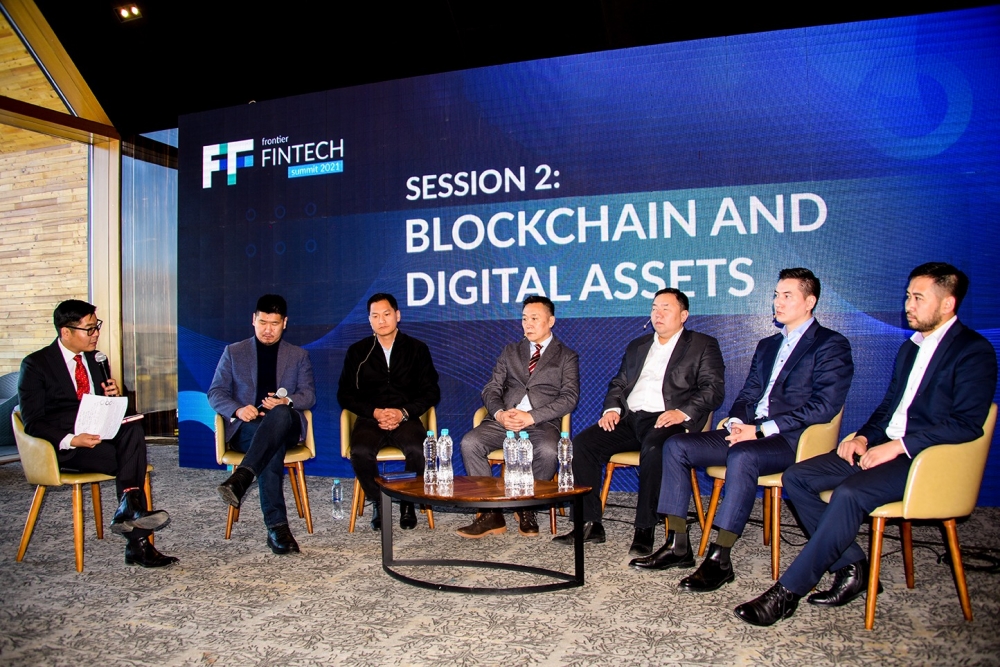 FF
frontier
FINTECH
summit 2021
SESSION 2:
BLOCKCHAIN AND
DIGITAL ASSETS